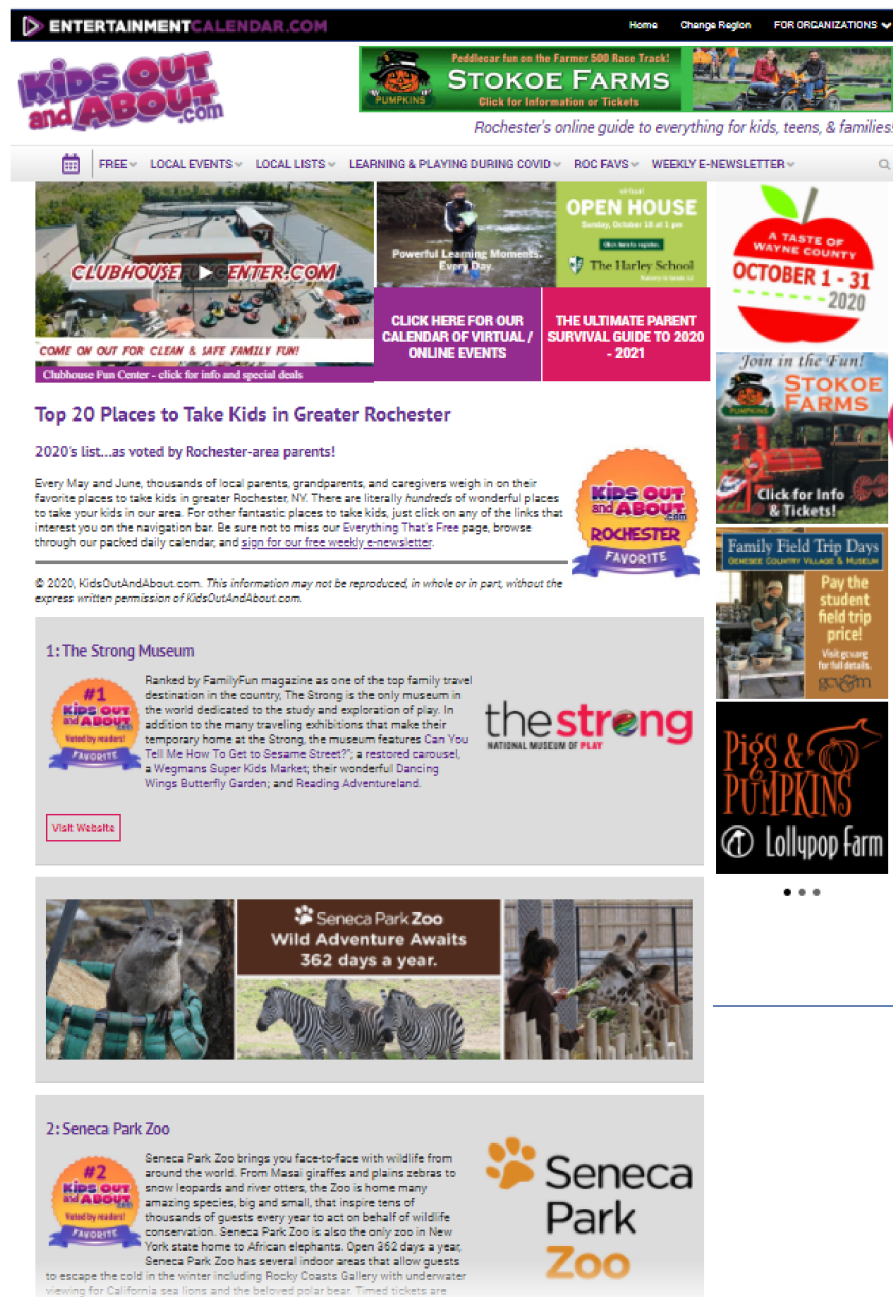 ENTERTAINMENTCALENDAR.COM
Home Change Region FOR ORGANIZATIONS
KIDS OUT
and ABOUT
.com
Peddlecar fun on the Farmer 500 Race Track!
STOKOE FARMS
Click for Information or Tickets
PUMPKINS
Rochester's online guide to everything for kids, teens, & families!
FREE LOCAL EVENTS LOCAL LISTS LEARNING & PLAYING DURING COVID ROC FAVS WEEKLY E-NEWSLETTER
CLUBHOUSEFUNCENTER.COM
COME ON OUT FOR CLEAN & SAFE FAMILY FUN!
Clubhouse Fun Center - click for info and special deals
Powerful Learning Moments.
Every Day.
virtual
OPEN HOUSE
Sunday, October 18 at 1 pm
Click here to register.
The Harley School
CLICK HERE FOR OUR
CALENDAR OF VIRTUAL /
ONLINE EVENTS
THE ULTIMATE PARENT
SURVIVAL GUIDE TO 2020
- 2021
A TASTE OF
WAYNE COUNTY
OCTOBER 1 - 31
2020
Join in the Fun!
STOKOE
FARMS
PUMPKINS
Click for Info
& Tickets!
Family Field Trip Days
GENESEE COUNTRY VILLAGE & MUSEUM
Pay the
student
field trip
price!
Visit gcv.org
for full details.
gcv&m
PIGS &
PUMPKINS
Lollypop Farm
Top 20 Places to Take Kids in Greater Rochester
2020's list...as voted by Rochester-area parents!
Every May and June, thousands of local parents, grandparents, and caregivers weigh in on their
favorite places to take kids in greater Rochester, NY. There are literally hundreds of wonderful places
to take your kids in our area. For other fantastic places to take kids, just click on any of the links that
interest you on the navigation bar. Be sure not to miss our Everything That's Free page, browse
through our packed daily calendar, and sign for our free weekly e-newsletter.
KIDS OUT
and ABOUT
.com
ROCHESTER
FAVORITE
© 2020, KidsOutAndAbout.com. This information may not be reproduced, in whole or in part, without the
express written permission of KidsOutAndAbout.com.
1: The Strong Museum
#1
KIDS OUT
and ABOUT
.com
Voted by readers!
FAVORITE
Ranked by FamilyFun magazine as one of the top family travel
destination in the country, The Strong is the only museum in
the world dedicated to the study and exploration of play. In
addition to the many traveling exhibitions that make their
temporary home at the Strong, the museum features Can You
Tell Me How To Get to Sesame Street?"; a restored carousel,
a Wegmans Super Kids Market; their wonderful Dancing
Wings Butterfly Garden; and Reading Adventureland.
thestrong
NATIONAL MUSEUM OF PLAY
Visit Website
Seneca Park Zoo
Wild Adventure Awaits
362 days a year.
2: Seneca Park Zoo
#2
KIDS OUT
and ABOUT
.com
Voted by readers!
FAVORITE
Seneca Park Zoo brings you face-to-face with wildlife from
around the world. From Masai giraffes and plains zebras to
snow leopards and river otters, the Zoo is home many
amazing species, big and small, that inspire tens of
thousands of guests every year to act on behalf of wildlife
conservation. Seneca Park Zoo is also the only zoo in New
York state home to African elephants. Open 362 days a year,
Seneca Park Zoo has several indoor areas that allow guests
to escape the cold in the winter including Rocky Coasts Gallery with underwater
viewing for California sea lions and the beloved polar bear. Timed tickets are
Seneca
Park
Zoo